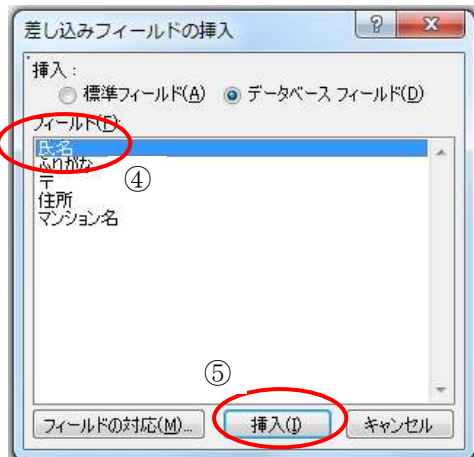 差し込みフィールドの挿入
挿入:
標準フィールド(A) データベース フィールド(D)
フィールド(F):
氏名
ふりがな
④
〒
住所
マンション名
⑤
フィールドの対応(M)... 挿入(I) キャンセル